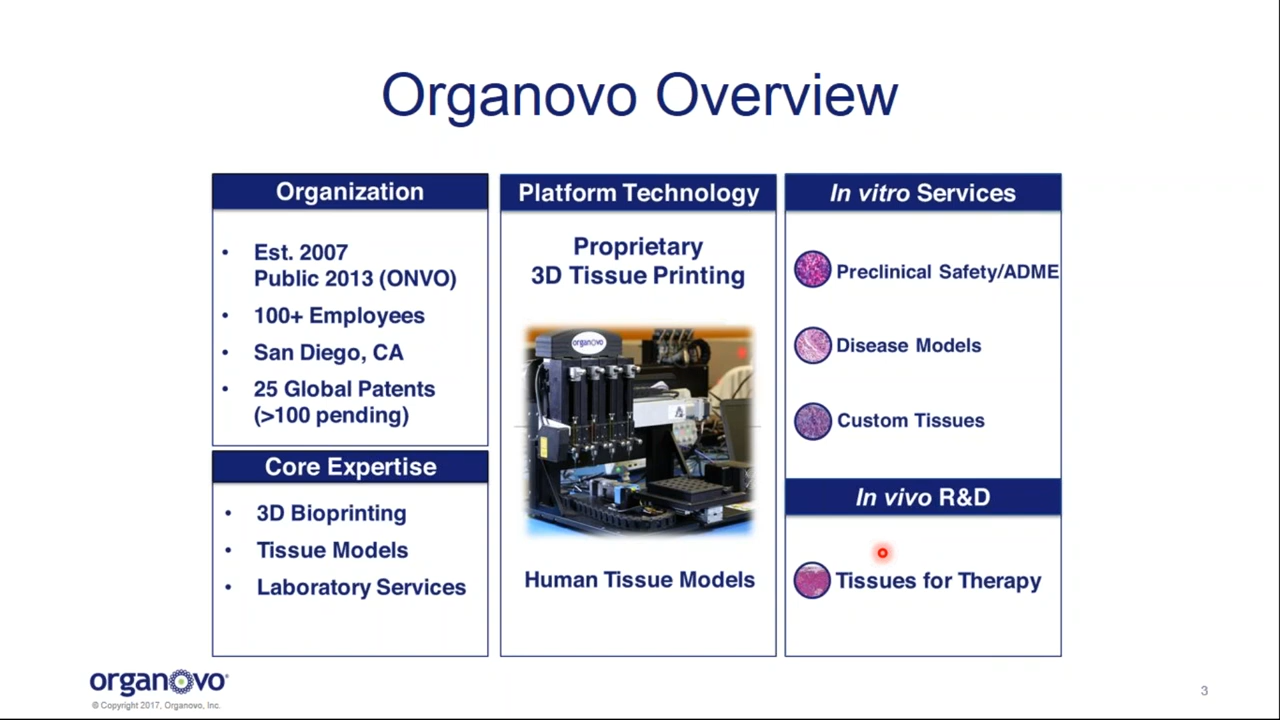 Organovo Overview
Organization
• Est. 2007
Public 2013 (ONVO)
• 100+ Employees
• San Diego, CA
• 25 Global Patents
(>100 pending)
Core Expertise
• 3D Bioprinting
• Tissue Models
• Laboratory Services
Platform Technology
Proprietary
3D Tissue Printing
organovo
Human Tissue Models
In vitro Services
Preclinical Safety/ADME
Disease Models
Custom Tissues
In vivo R&D
Tissues for Therapy
organovo®
© Copyright 2017, Organovo, Inc.
3